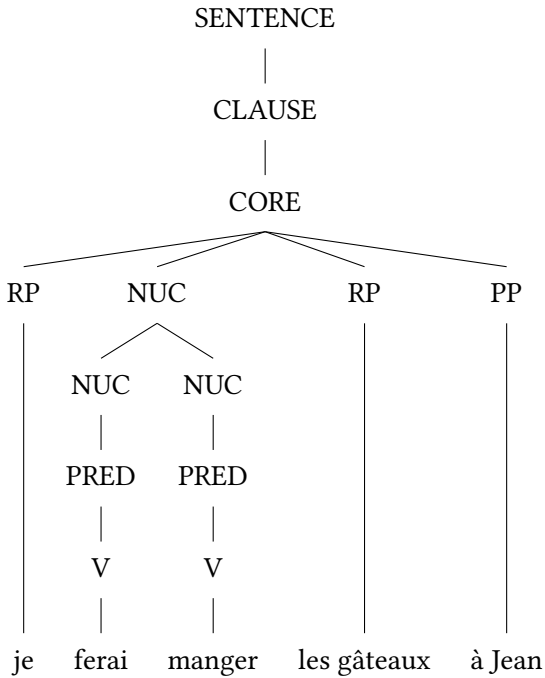 SENTENCE
CLAUSE
CORE
RP NUC RP PP
NUC NUC
PRED PRED
V V
je ferai manger les gâteaux à Jean